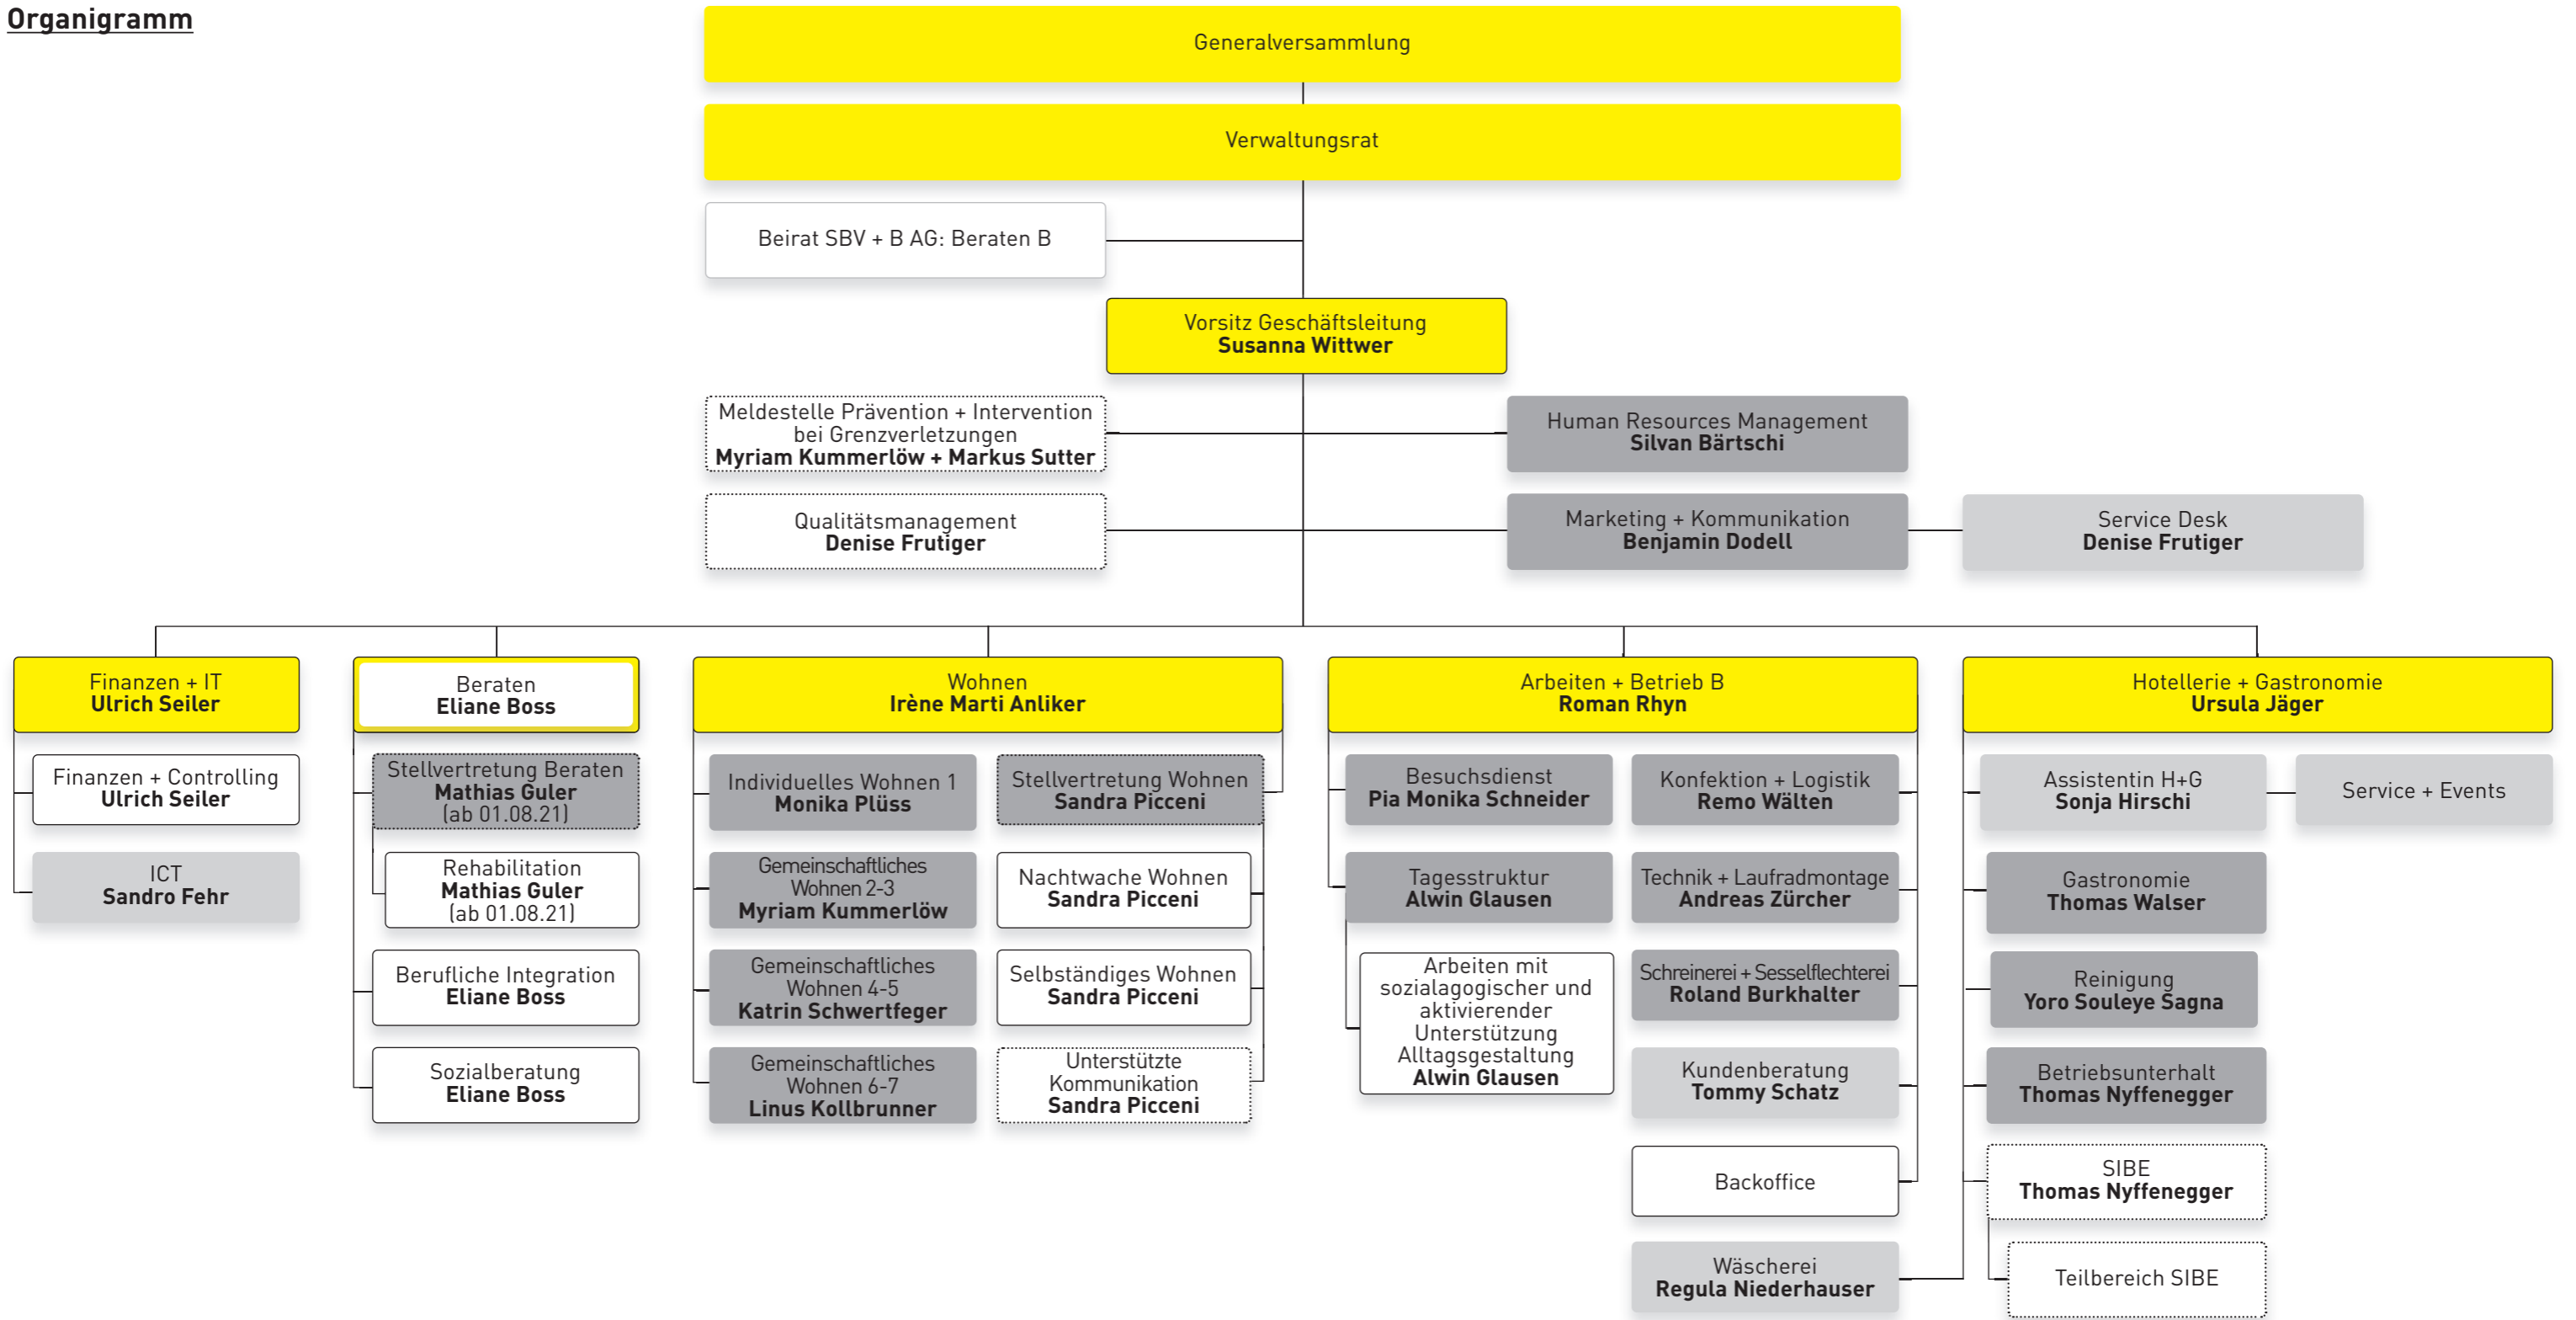 Organigramm
Generalversammlung
Verwaltungsrat
Beirat SBV + B AG: Beraten B
Vorsitz Geschäftsleitung
Susanna Wittwer
Meldestelle Prävention + Intervention
bei Grenzverletzungen
Myriam Kummerlöw + Markus Sutter
Human Resources Management
Silvan Bärtschi
Qualitätsmanagement
Denise Frutiger
Marketing + Kommunikation
Benjamin Dodell
Service Desk
Denise Frutiger
Finanzen + IT
Ulrich Seiler
Finanzen + Controlling
Ulrich Seiler
ICT
Sandro Fehr
Beraten
Eliane Boss
Stellvertretung Beraten
Mathias Guler
(ab 01.08.21)
Rehabilitation
Mathias Guler
(ab 01.08.21)
Berufliche Integration
Eliane Boss
Sozialberatung
Eliane Boss
Wohnen
Irène Marti Anliker
Individuelles Wohnen 1
Monika Plüss
Gemeinschaftliches
Wohnen 2-3
Myriam Kummerlöw
Gemeinschaftliches
Wohnen 4-5
Katrin Schwertfeger
Gemeinschaftliches
Wohnen 6-7
Linus Kollbrunner
Stellvertretung Wohnen
Sandra Picceni
Nachtwache Wohnen
Sandra Picceni
Selbständiges Wohnen
Sandra Picceni
Unterstützte
Kommunikation
Sandra Picceni
Arbeiten + Betrieb B
Roman Rhyn
Besuchsdienst
Pia Monika Schneider
Tagesstruktur
Alwin Glausen
Arbeiten mit
sozialagogischer und
aktivierender
Unterstützung
Alltagsgestaltung
Alwin Glausen
Konfektion + Logistik
Remo Wälten
Technik + Laufradmontage
Andreas Zürcher
Schreinerei + Sesselflechterei
Roland Burkhalter
Kundenberatung
Tommy Schatz
Backoffice
Wäscherei
Regula Niederhauser
Hotellerie + Gastronomie
Ursula Jäger
Assistentin H+G
Sonja Hirschi
Service + Events
Gastronomie
Thomas Walser
Reinigung
Yoro Souleye Sagna
Betriebsunterhalt
Thomas Nyffenegger
SIBE
Thomas Nyffenegger
Teilbereich SIBE